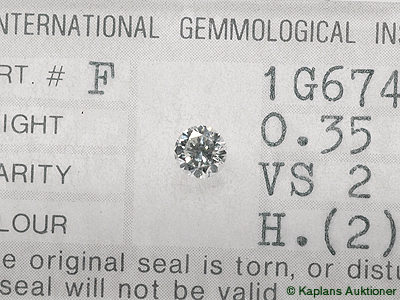 NTERNATIONAL GEMMOLOGICAL INS
RT. # F 1G674
IGHT 0.35
ARITY VS 2
LOUR H.(2)
e original seal is torn, or distu
seal will not be valid
© Kaplans Auktioner